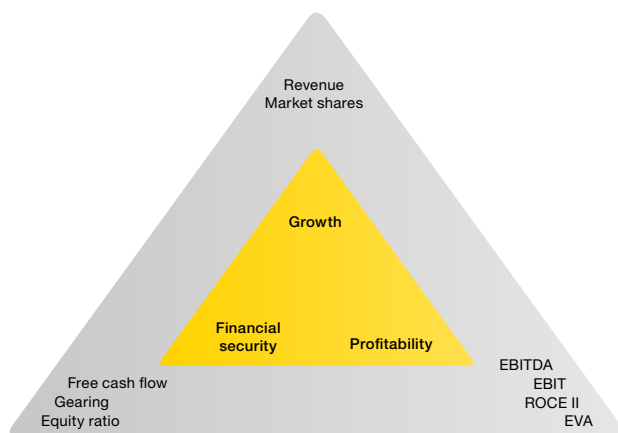 Revenue
Market shares
Growth
Financial
security
Profitability
Free cash flow
Gearing
Equity ratio
EBITDA
EBIT
ROCE II
EVA